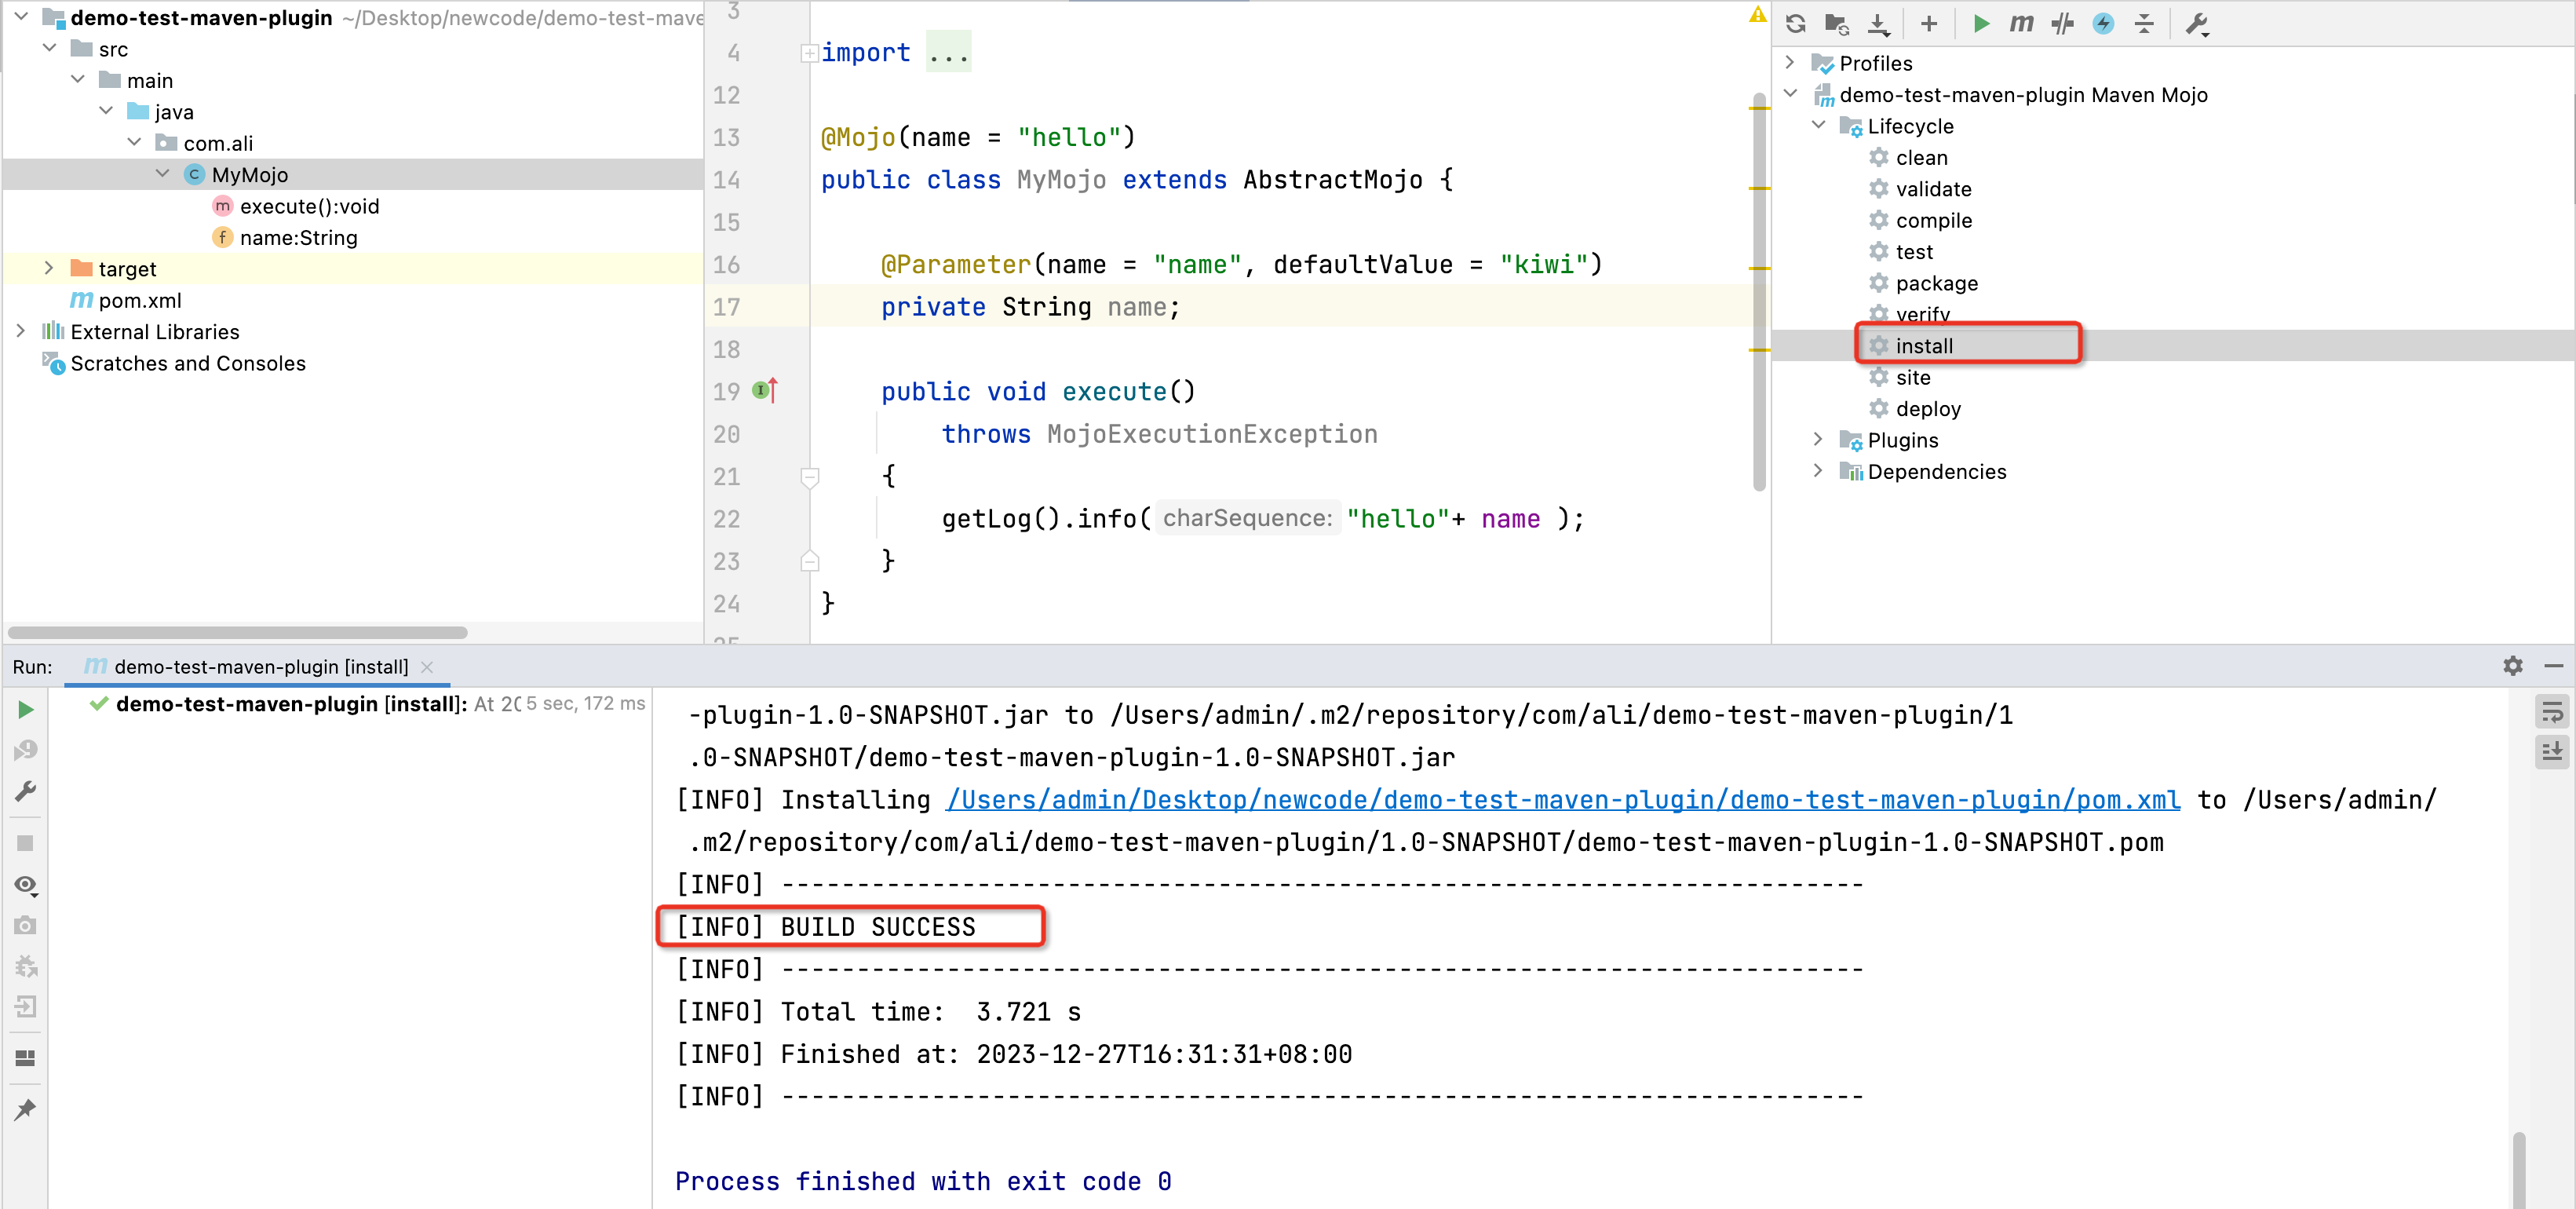 demo-test-maven-plugin ~/Desktop/newcode/demo-test-mave
src
main
java
com.ali
MyMojo
execute():void
name:String
target
pom.xml
External Libraries
Scratches and Consoles
3
4 import ...
12
13 @Mojo(name = "hello")
14 public class MyMojo extends AbstractMojo {
15
16 @Parameter(name = "name", defaultValue = "kiwi")
17 private String name;
18
19 public void execute()
20 throws MojoExecutionException
21 {
22 getLog().info( charSequence: "hello"+ name );
23 }
24 }
25
Profiles
demo-test-maven-plugin Maven Mojo
Lifecycle
clean
validate
compile
test
package
verify
install
site
deploy
Plugins
Dependencies
Run: demo-test-maven-plugin [install]
demo-test-maven-plugin [install]: At 20 5 sec, 172 ms
-plugin-1.0-SNAPSHOT.jar to /Users/admin/.m2/repository/com/ali/demo-test-maven-plugin/1
.0-SNAPSHOT/demo-test-maven-plugin-1.0-SNAPSHOT.jar
[INFO] Installing /Users/admin/Desktop/newcode/demo-test-maven-plugin/demo-test-maven-plugin/pom.xml to /Users/admin/
.m2/repository/com/ali/demo-test-maven-plugin/1.0-SNAPSHOT/demo-test-maven-plugin-1.0-SNAPSHOT.pom
[INFO] ------------------------------------------------------------------------
[INFO] BUILD SUCCESS
[INFO] ------------------------------------------------------------------------
[INFO] Total time:  3.721 s
[INFO] Finished at: 2023-12-27T16:31:31+08:00
[INFO] ------------------------------------------------------------------------
Process finished with exit code 0